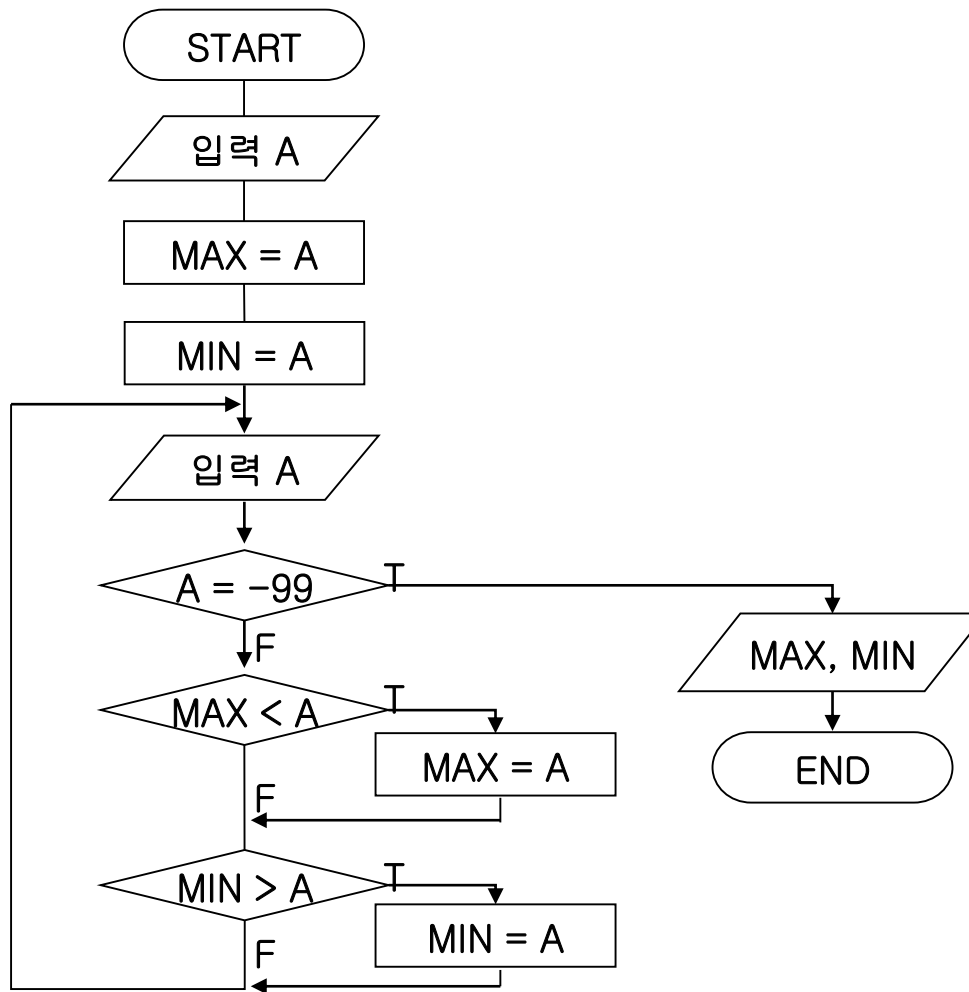 START
입력 A
MAX = A
MIN = A
입력 A
A = -99
T
F
MAX, MIN
MAX < A
T
MAX = A
END
F
MIN > A
T
MIN = A
F